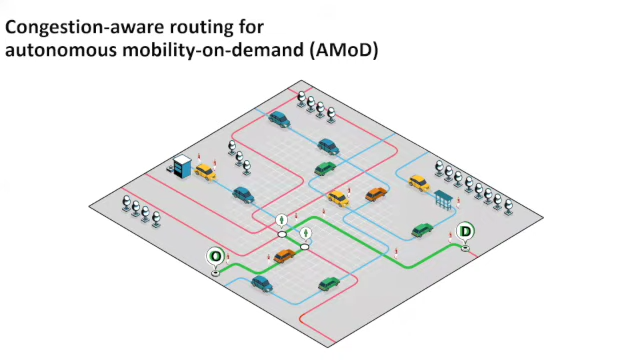 Congestion-aware routing for
autonomous mobility-on-demand (AMoD)
O
D